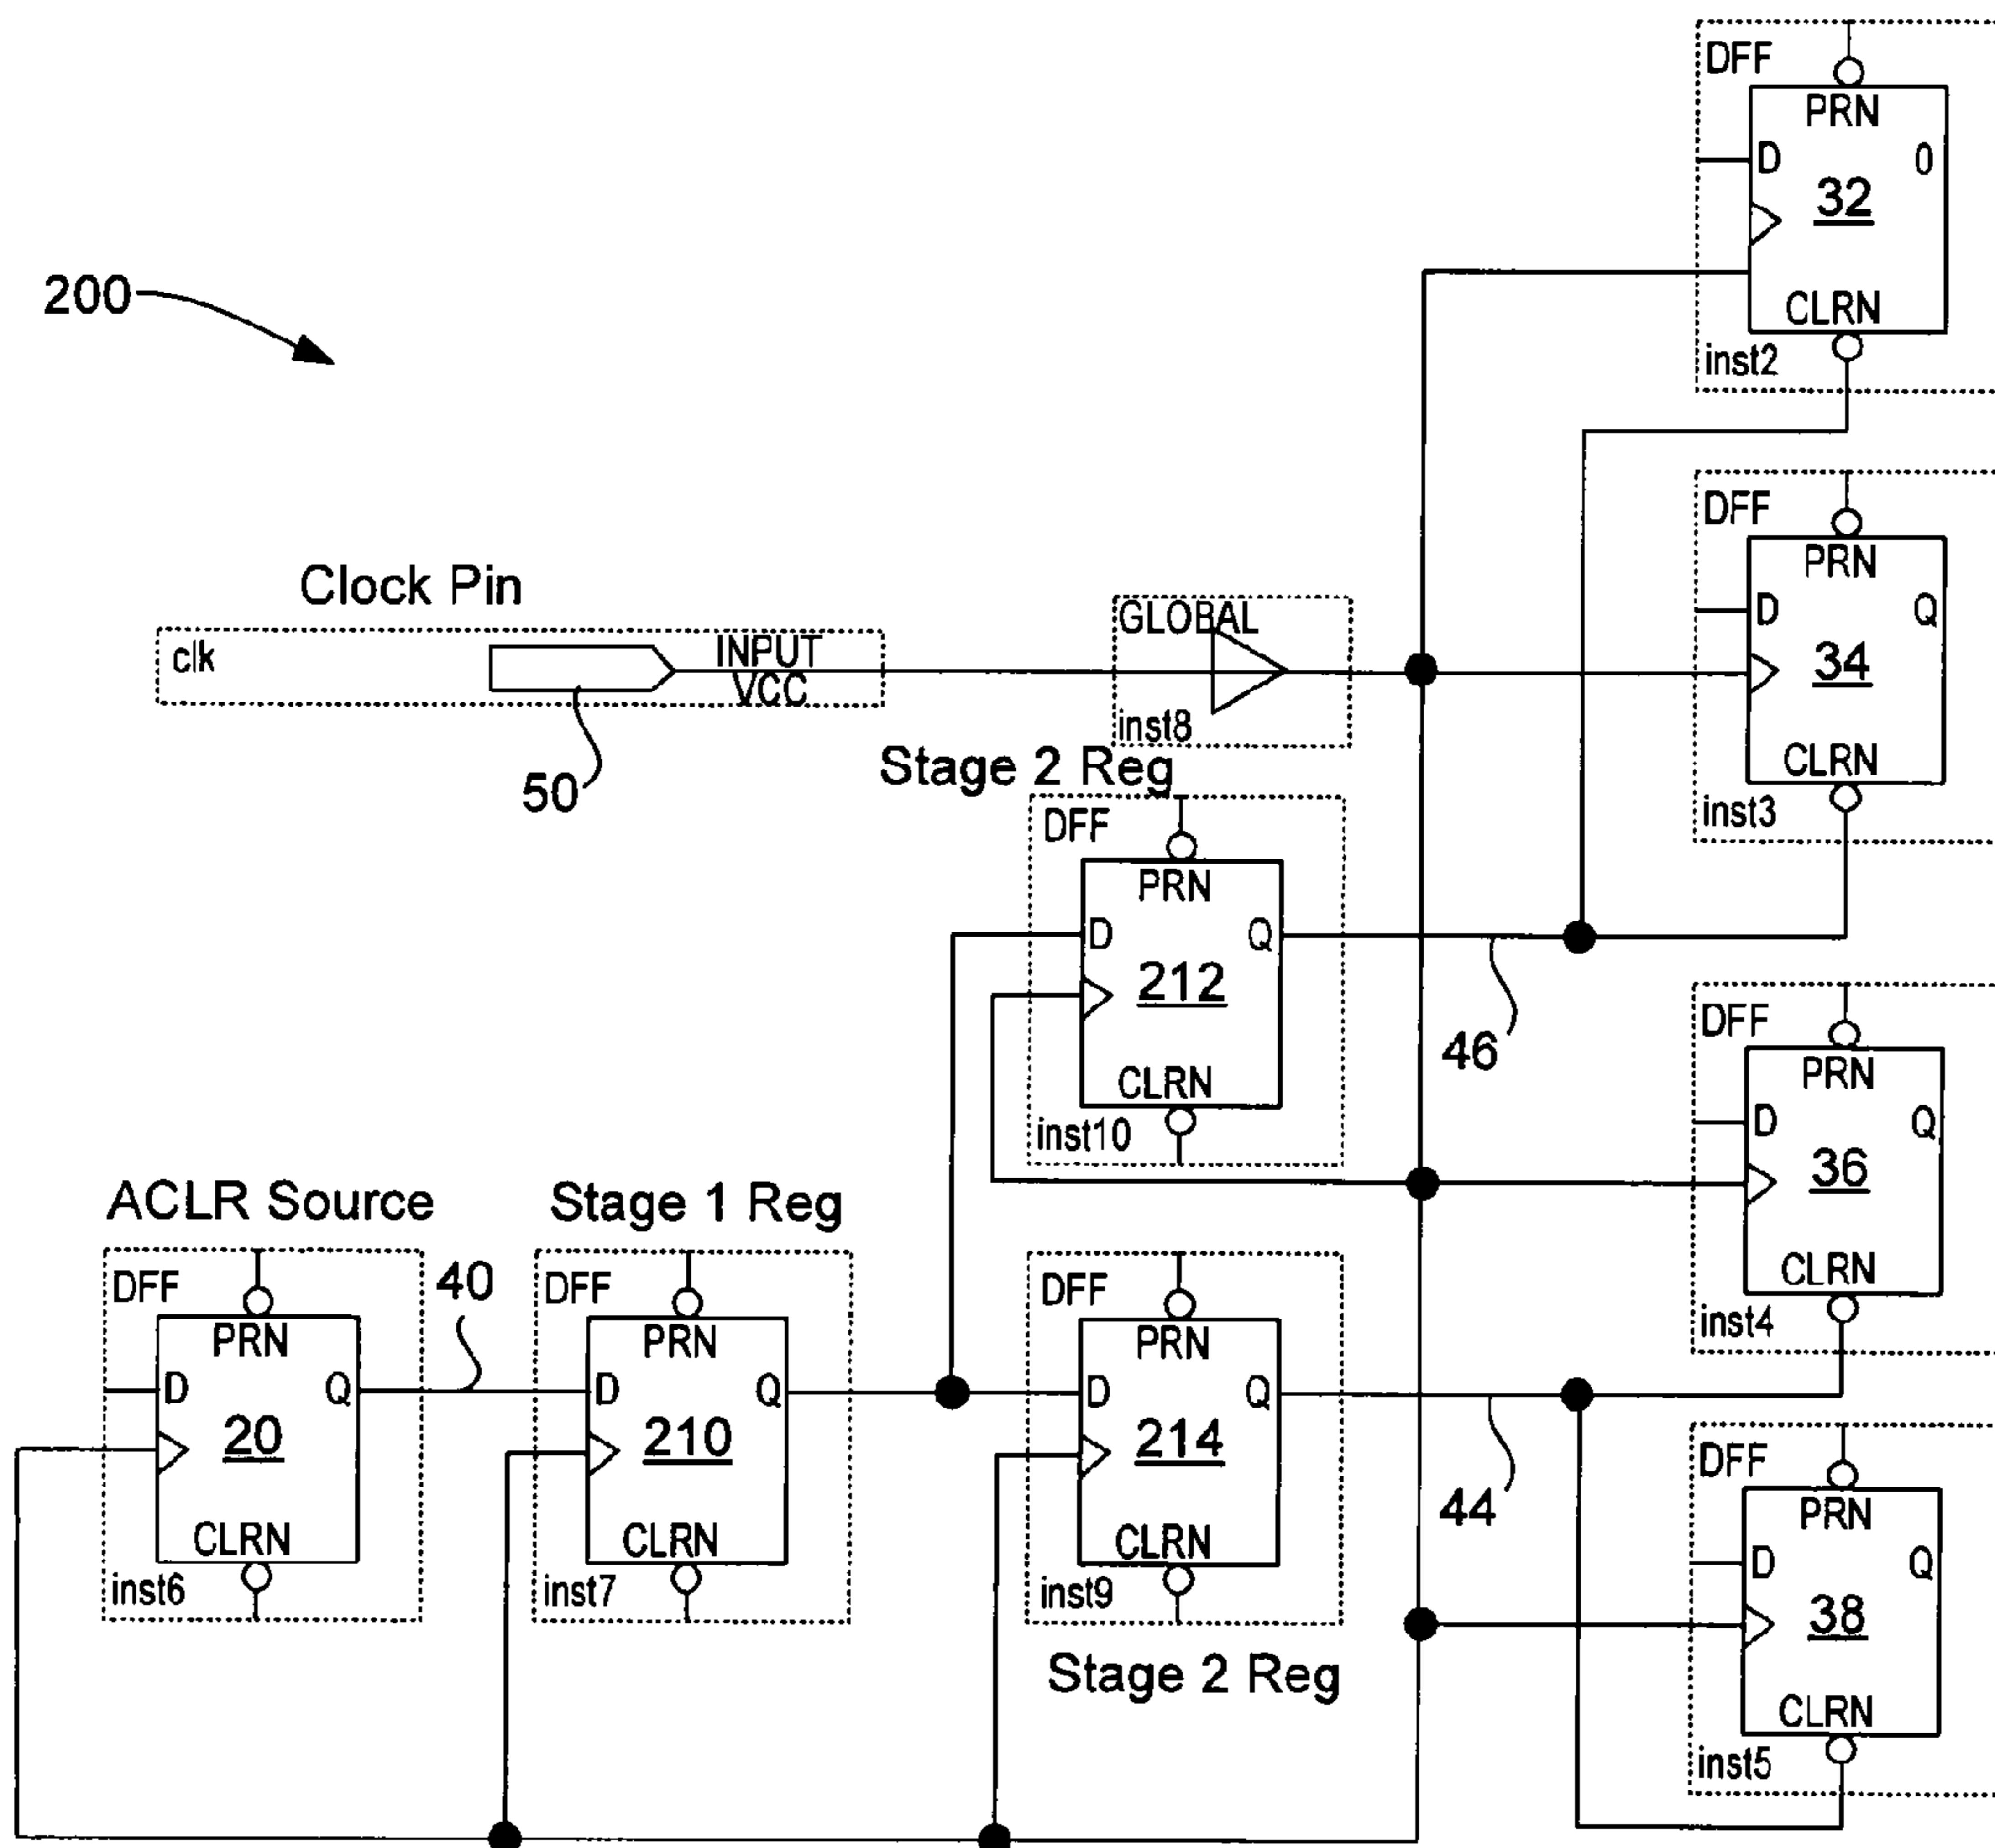 200
Clock Pin
clk
INPUT
VCC
50
GLOBAL
inst8
DFF
PRN
D
0
32
CLRN
inst2
DFF
PRN
D
Q
34
CLRN
inst3
Stage 2 Reg
DFF
PRN
D
Q
212
CLRN
inst10
46
DFF
PRN
D
Q
36
CLRN
inst4
ACLR Source
DFF
PRN
D
Q
20
CLRN
inst6
40
Stage 1 Reg
DFF
PRN
D
Q
210
CLRN
inst7
DFF
PRN
D
Q
214
CLRN
inst9
Stage 2 Reg
44
DFF
PRN
D
Q
38
CLRN
inst5